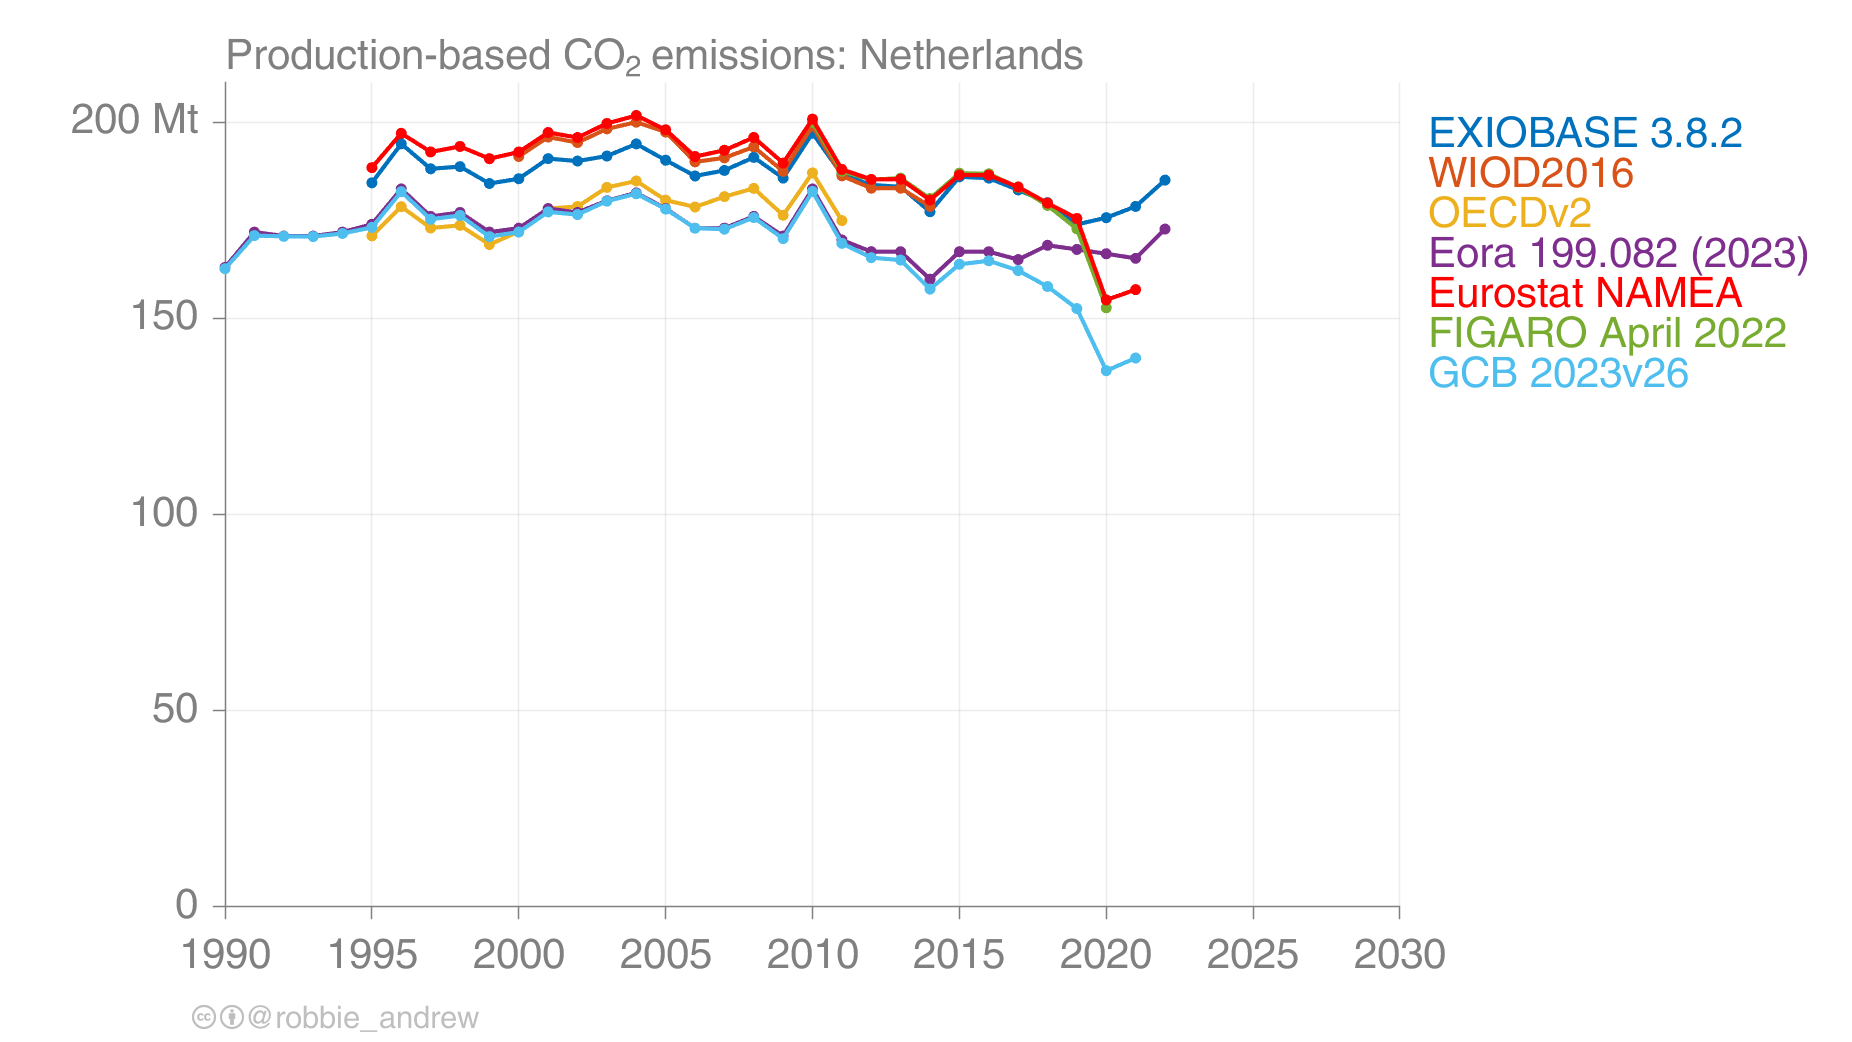 Production-based CO₂ emissions: Netherlands
200 Mt
150
100
50
0
1990 1995 2000 2005 2010 2015 2020 2025 2030
EXIOBASE 3.8.2
WIOD2016
OECDv2
Eora 199.082 (2023)
Eurostat NAMEA
FIGARO April 2022
GCB 2023v26
cc @robbie_andrew